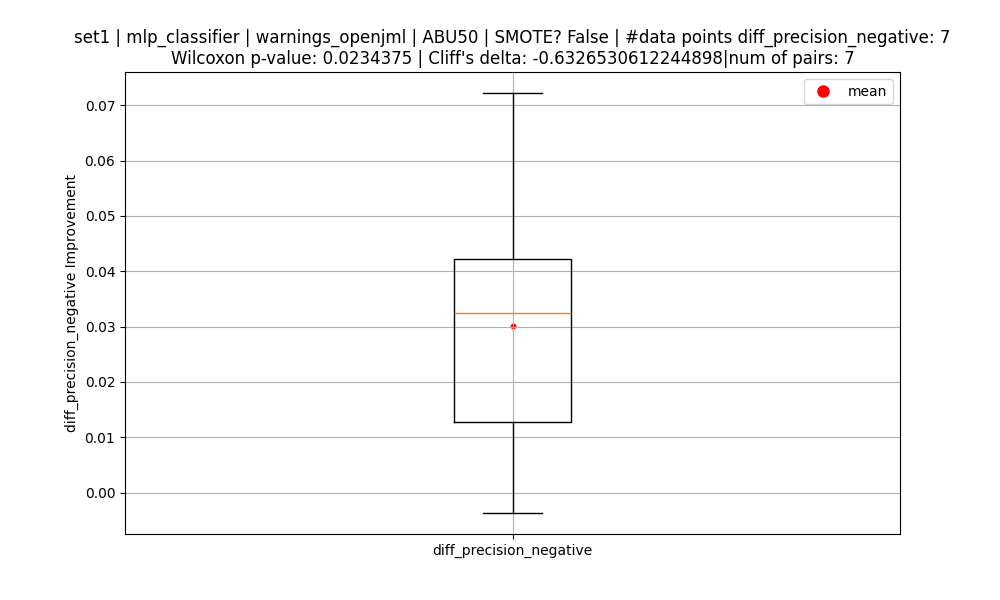 set1 | mlp_classifier | warnings_openjml | ABU50 | SMOTE? False | #data points diff_precision_negative: 7
Wilcoxon p-value: 0.0234375 | Cliff's delta: -0.6326530612244898|num of pairs: 7
mean
0.07
0.06
0.05
0.04
0.03
0.02
0.01
0.00
diff_precision_negative Improvement
diff_precision_negative